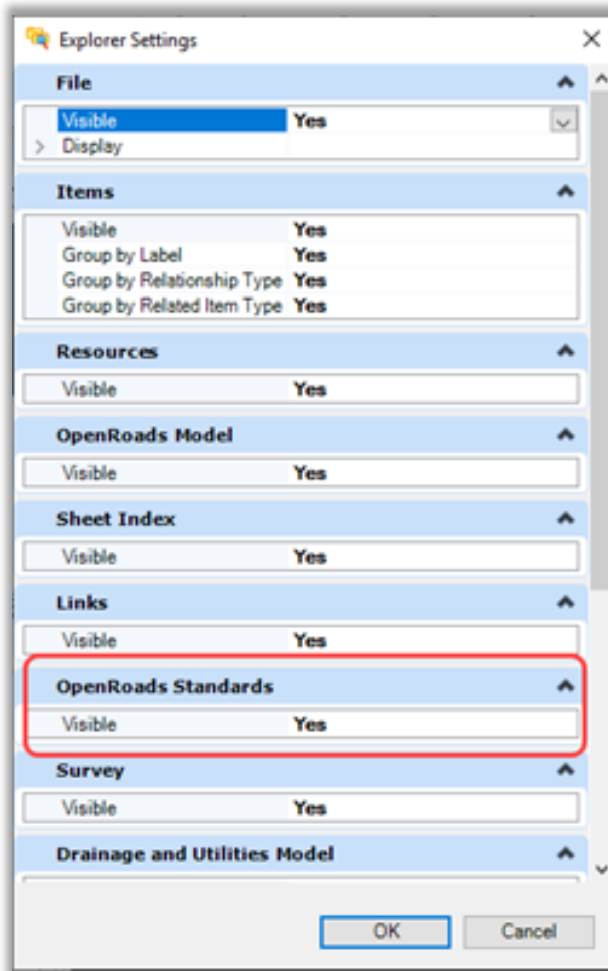 Explorer Settings
File
Visible Yes
Display
Items
Visible Yes
Group by Label Yes
Group by Relationship Type Yes
Group by Related Item Type Yes
Resources
Visible Yes
OpenRoads Model
Visible Yes
Sheet Index
Visible Yes
Links
Visible Yes
OpenRoads Standards
Visible Yes
Survey
Visible Yes
Drainage and Utilities Model
OK Cancel